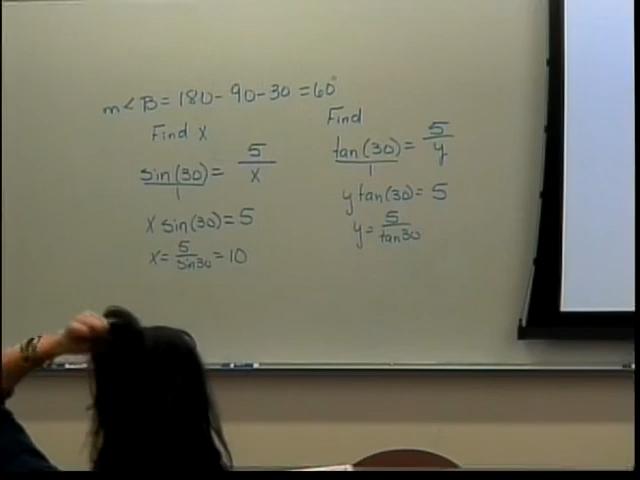 m∠B = 180 - 90 - 30 = 60°
Find x
sin(30)/1 = 5/x
x sin(30) = 5
x = 5/sin30 = 10
Find
tan(30)/1 = 5/y
y tan(30) = 5
y = 5/tan30